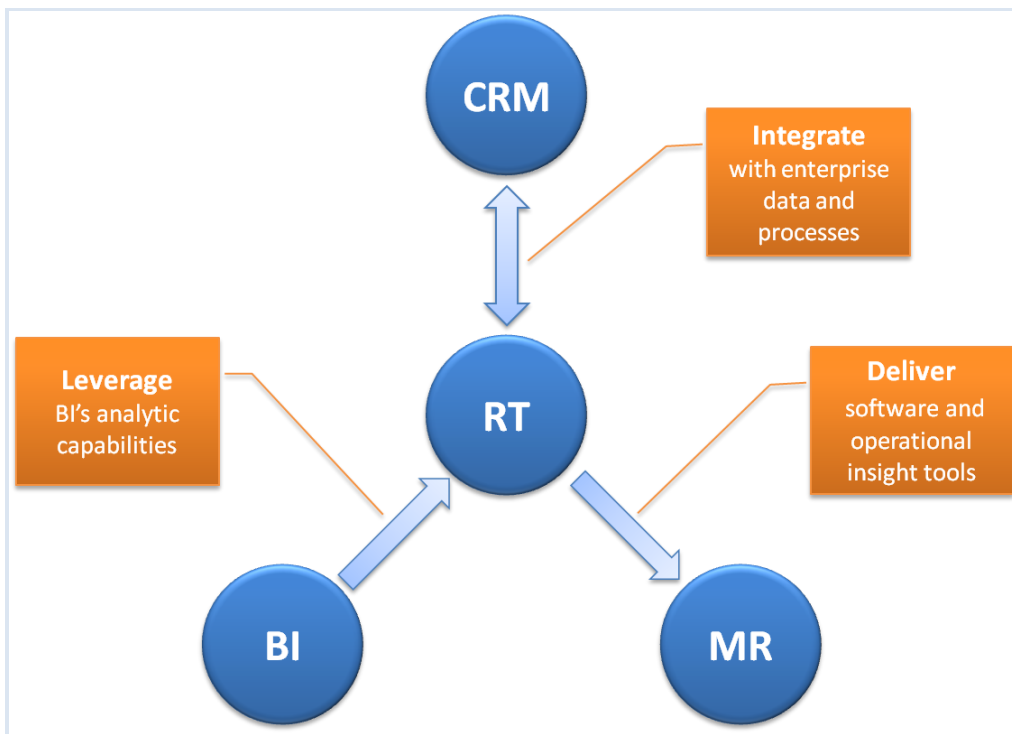 CRM
Integrate
with enterprise
data and
processes
Leverage
BI's analytic
capabilities
RT
Deliver
software and
operational
insight tools
BI
MR